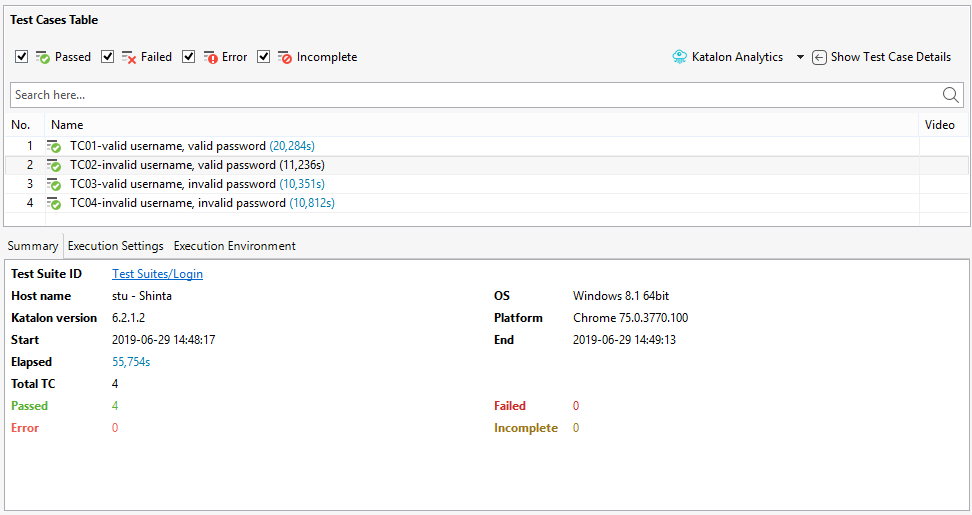 Test Cases Table
Passed Failed Error Incomplete Katalon Analytics Show Test Case Details
Search here...
No. Name Video
1 TC01-valid username, valid password (20,284s)
2 TC02-invalid username, valid password (11,236s)
3 TC03-valid username, invalid password (10,351s)
4 TC04-invalid username, invalid password (10,812s)
Summary Execution Settings Execution Environment
Test Suite ID Test Suites/Login
Host name stu - Shinta OS Windows 8.1 64bit
Katalon version 6.2.1.2 Platform Chrome 75.0.3770.100
Start 2019-06-29 14:48:17 End 2019-06-29 14:49:13
Elapsed 55,754s
Total TC 4
Passed 4 Failed 0
Error 0 Incomplete 0